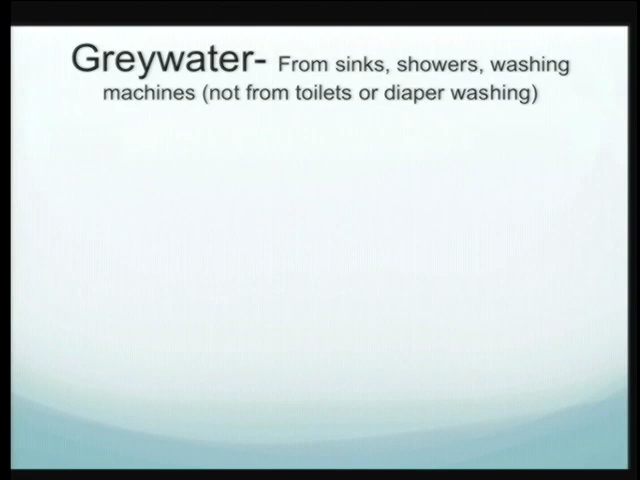 Greywater- From sinks, showers, washing
machines (not from toilets or diaper washing)